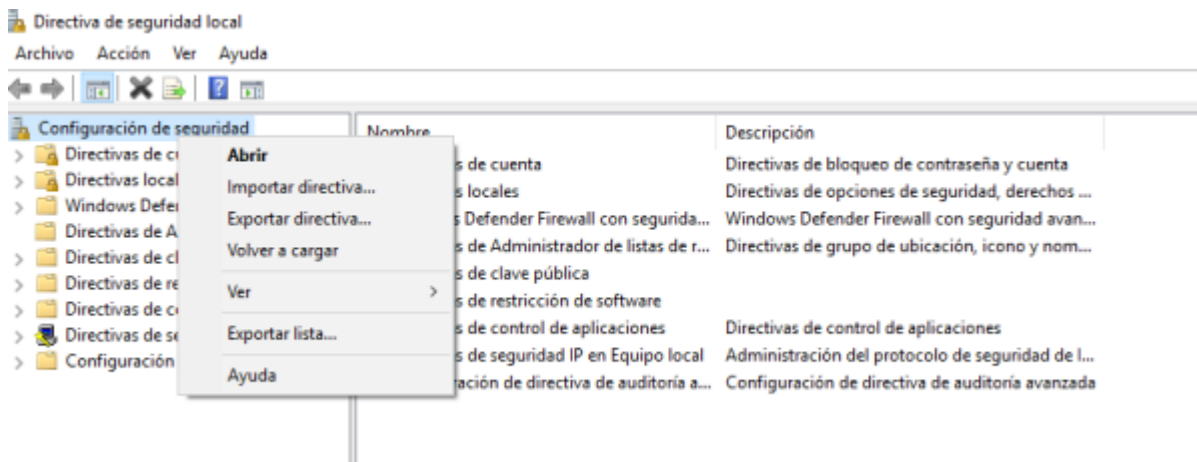 Directiva de seguridad local
Archivo Acción Ver Ayuda
Configuración de seguridad
Directivas de
Directivas local
Windows Defe
Directivas de A
Directivas de cl
Directivas de re
Directivas de c
Directivas de se
Configuración
Abrir
Importar directiva...
Exportar directiva...
Volver a cargar
Ver
Exportar lista...
Ayuda
Nombre Descripción
s de cuenta Directivas de bloqueo de contraseña y cuenta
s locales Directivas de opciones de seguridad, derechos ...
s Defender Firewall con segurida... Windows Defender Firewall con seguridad avan...
s de Administrador de listas de r... Directivas de grupo de ubicación, icono y nom...
s de clave pública
s de restricción de software
s de control de aplicaciones Directivas de control de aplicaciones
s de seguridad IP en Equipo local Administración del protocolo de seguridad de I...
ración de directiva de auditoría a... Configuración de directiva de auditoría avanzada